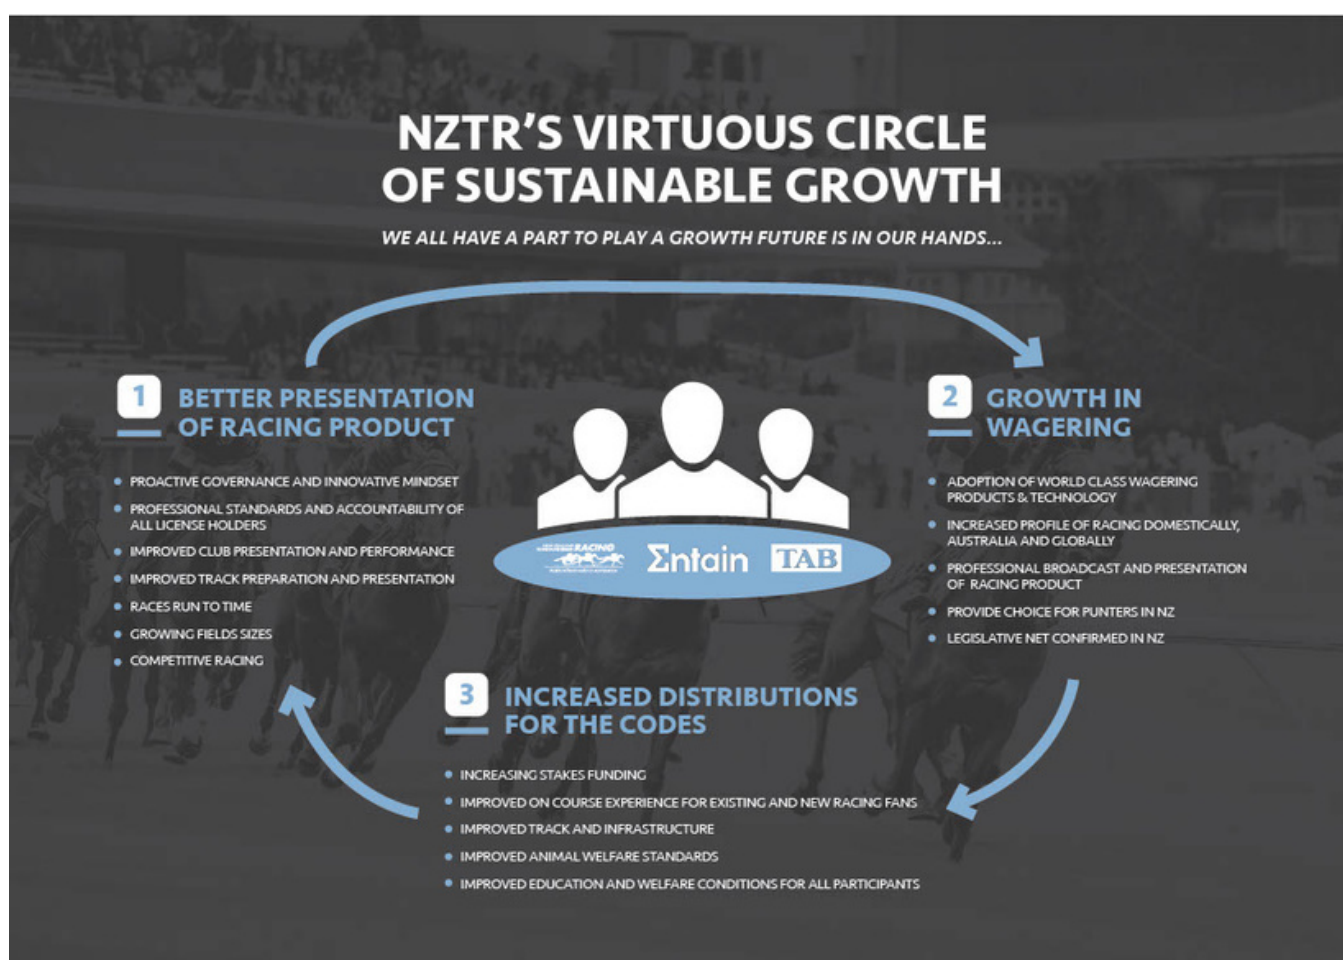 NZTR'S VIRTUOUS CIRCLE
OF SUSTAINABLE GROWTH
WE ALL HAVE A PART TO PLAY A GROWTH FUTURE IS IN OUR HANDS...
1
BETTER PRESENTATION
OF RACING PRODUCT
PROACTIVE GOVERNANCE AND INNOVATIVE MINDSET
PROFESSIONAL STANDARDS AND ACCOUNTABILITY OF
ALL LICENSE HOLDERS
IMPROVED CLUB PRESENTATION AND PERFORMANCE
IMPROVED TRACK PREPARATION AND PRESENTATION
RACES RUN TO TIME
GROWING FIELDS SIZES
COMPETITIVE RACING
RACING
Entain
TAB
2
GROWTH IN
WAGERING
ADOPTION OF WORLD CLASS WAGERING
PRODUCTS & TECHNOLOGY
INCREASED PROFILE OF RACING DOMESTICALLY,
AUSTRALIA AND GLOBALLY
PROFESSIONAL BROADCAST AND PRESENTATION
OF RACING PRODUCT
PROVIDE CHOICE FOR PUNTERS IN NZ
LEGISLATIVE NET CONFIRMED IN NZ
3
INCREASED DISTRIBUTIONS
FOR THE CODES
INCREASING STAKES FUNDING
IMPROVED ON COURSE EXPERIENCE FOR EXISTING AND NEW RACING FANS
IMPROVED TRACK AND INFRASTRUCTURE
IMPROVED ANIMAL WELFARE STANDARDS
IMPROVED EDUCATION AND WELFARE CONDITIONS FOR ALL PARTICIPANTS